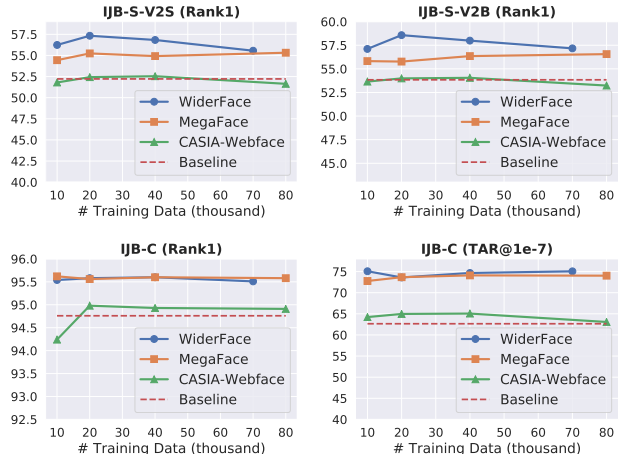 IJB-S-V2S (Rank1)
57.5
55.0
52.5
50.0
47.5
45.0
42.5
40.0
WiderFace
MegaFace
CASIA-Webface
Baseline
10 20 30 40 50 60 70 80
# Training Data (thousand)
IJB-S-V2B (Rank1)
60.0
57.5
55.0
52.5
50.0
47.5
45.0
WiderFace
MegaFace
CASIA-Webface
Baseline
10 20 30 40 50 60 70 80
# Training Data (thousand)
IJB-C (Rank1)
96.0
95.5
95.0
94.5
94.0
93.5
93.0
92.5
WiderFace
MegaFace
CASIA-Webface
Baseline
10 20 30 40 50 60 70 80
# Training Data (thousand)
IJB-C (TAR@1e-7)
75
70
65
60
55
50
45
40
WiderFace
MegaFace
CASIA-Webface
Baseline
10 20 30 40 50 60 70 80
# Training Data (thousand)